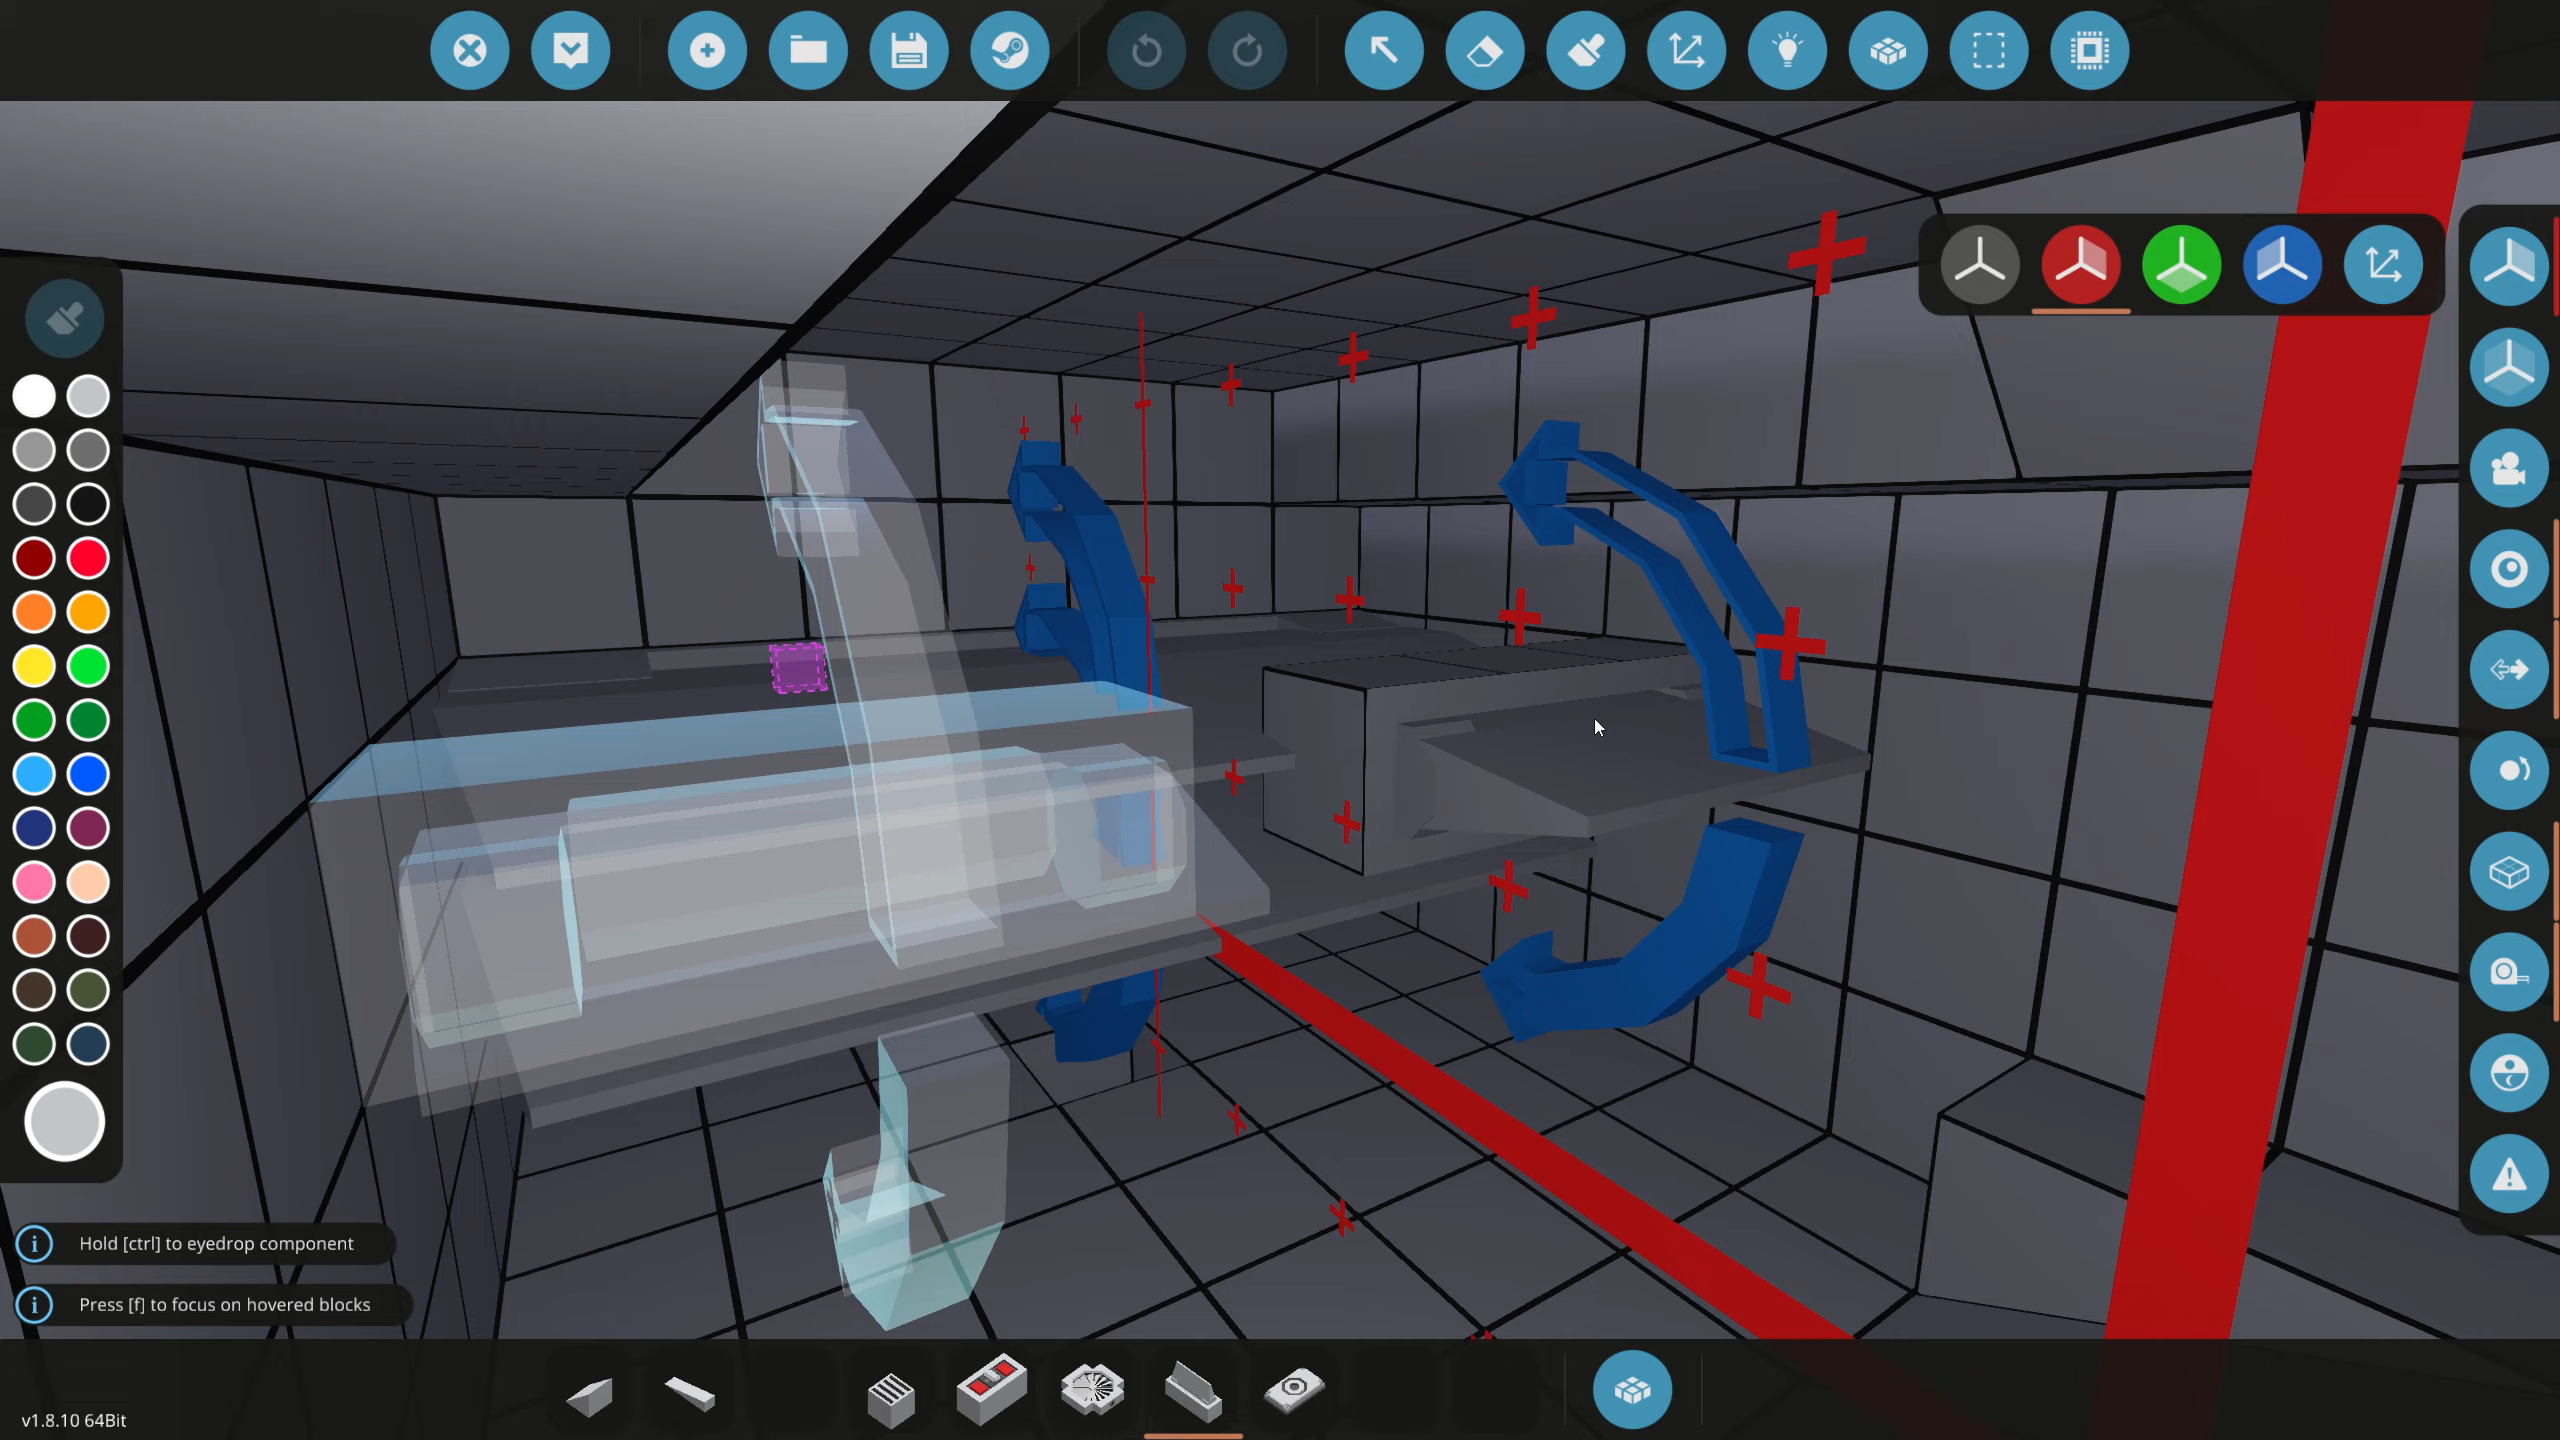 Hold [ctrl] to eyedrop component
Press [f] to focus on hovered blocks
v1.8.10 64Bit